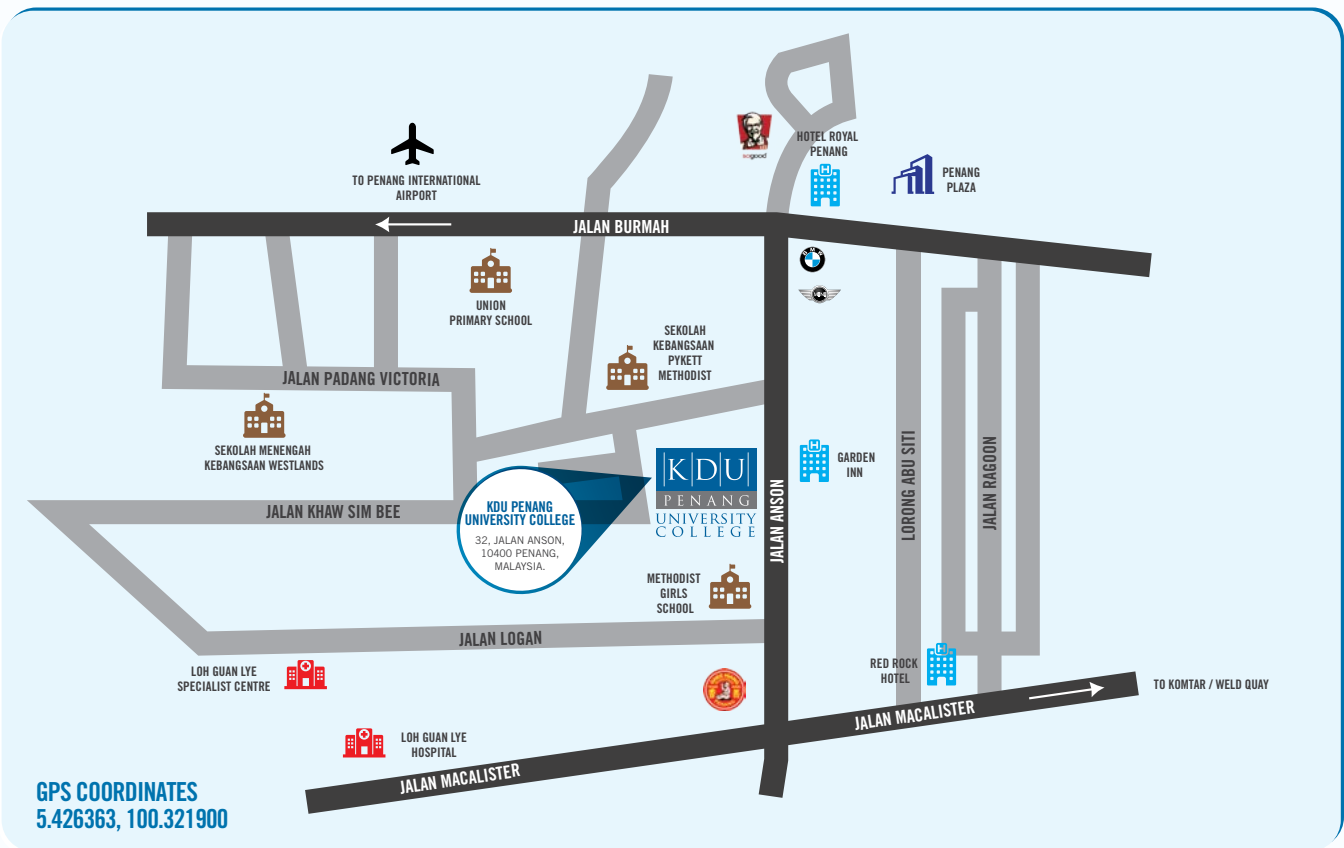 HOTEL ROYAL
PENANG
sogood
TO PENANG INTERNATIONAL
AIRPORT
PENANG
PLAZA
JALAN BURMAH
BMW
MINI
UNION
PRIMARY SCHOOL
SEKOLAH
KEBANGSAAN
PYKETT
METHODIST
JALAN PADANG VICTORIA
SEKOLAH MENENGAH
KEBANGSAAN WESTLANDS
KDU
PENANG
UNIVERSITY
COLLEGE
GARDEN
INN
LORONG ABU SITI
JALAN RAGOON
JALAN ANSON
JALAN KHAW SIM BEE
KDU PENANG
UNIVERSITY COLLEGE
32, JALAN ANSON,
10400 PENANG,
MALAYSIA.
METHODIST
GIRLS
SCHOOL
JALAN LOGAN
LOH GUAN LYE
SPECIALIST CENTRE
RED ROCK
HOTEL
TO KOMTAR / WELD QUAY
JALAN MACALISTER
LOH GUAN LYE
HOSPITAL
JALAN MACALISTER
GPS COORDINATES
5.426363, 100.321900